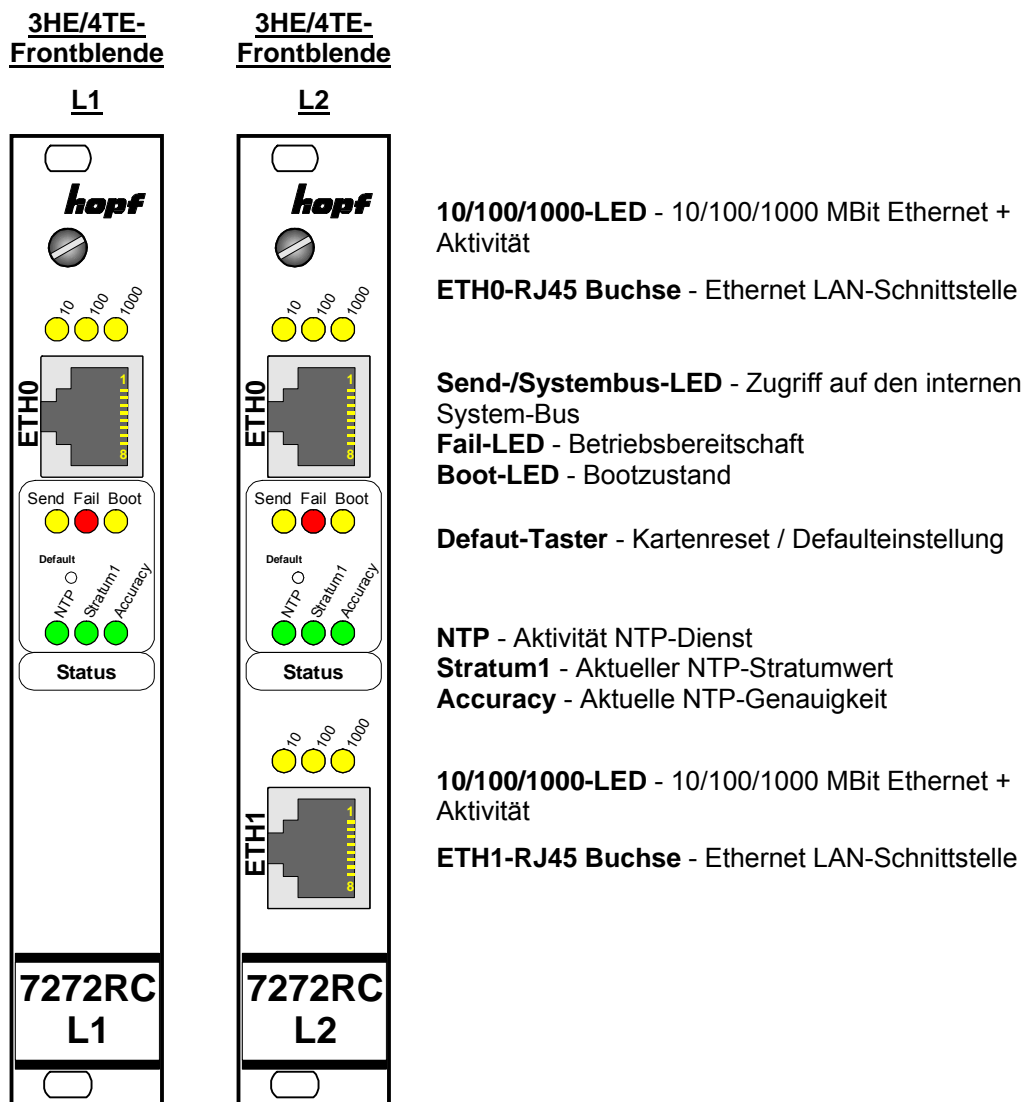 3HE/4TE-
Frontblende
L1
hopf
10 100 1000
ETH0
1
8
Send Fail Boot
Default
NTP Stratum1 Accuracy
Status
7272RC
L1
3HE/4TE-
Frontblende
L2
hopf
10 100 1000
ETH0
1
8
Send Fail Boot
Default
NTP Stratum1 Accuracy
Status
10 100 1000
ETH1
1
8
7272RC
L2
10/100/1000-LED - 10/100/1000 MBit Ethernet +
Aktivität
ETH0-RJ45 Buchse - Ethernet LAN-Schnittstelle
Send-/Systembus-LED - Zugriff auf den internen
System-Bus
Fail-LED - Betriebsbereitschaft
Boot-LED - Bootzustand
Defaut-Taster - Kartenreset / Defaulteinstellung
NTP - Aktivität NTP-Dienst
Stratum1 - Aktueller NTP-Stratumwert
Accuracy - Aktuelle NTP-Genauigkeit
10/100/1000-LED - 10/100/1000 MBit Ethernet +
Aktivität
ETH1-RJ45 Buchse - Ethernet LAN-Schnittstelle